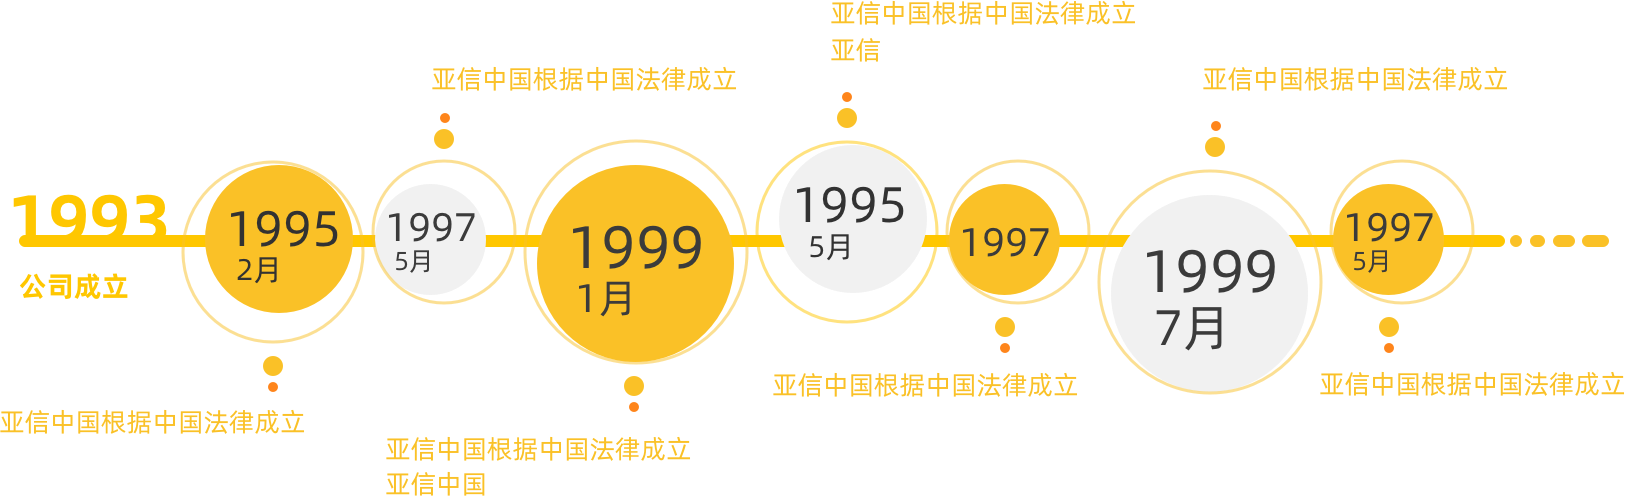 1993
公司成立
1995
2月
亚信中国根据中国法律成立
亚信中国根据中国法律成立
1997
5月
1999
1月
亚信中国根据中国法律成立
亚信中国
亚信中国根据中国法律成立
亚信
1995
5月
1997
亚信中国根据中国法律成立
亚信中国根据中国法律成立
1999
7月
1997
5月
亚信中国根据中国法律成立